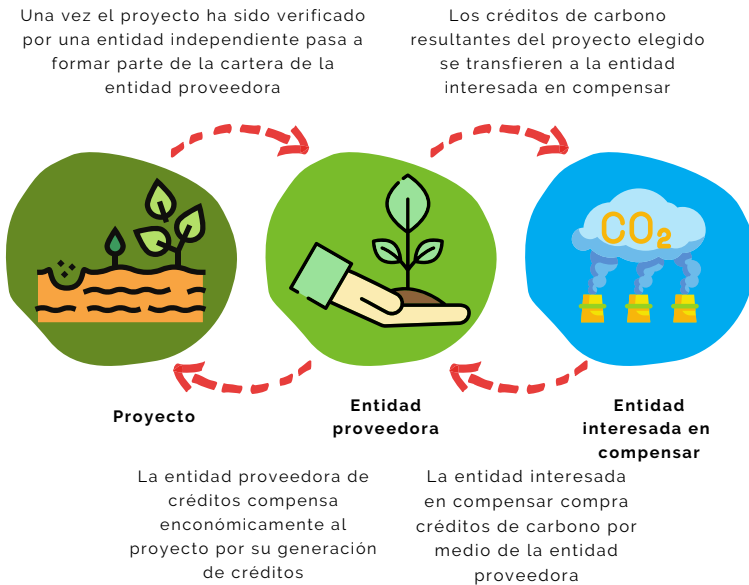 Una vez el proyecto ha sido verificado
por una entidad independiente pasa a
formar parte de la cartera de la
entidad proveedora
Los créditos de carbono
resultantes del proyecto elegido
se transfieren a la entidad
interesada en compensar
CO₂
Proyecto
Entidad
proveedora
Entidad
interesada en
compensar
La entidad proveedora de
créditos compensa
enconómicamente al
proyecto por su generación
de créditos
La entidad interesada
en compensar compra
créditos de carbono por
medio de la entidad
proveedora